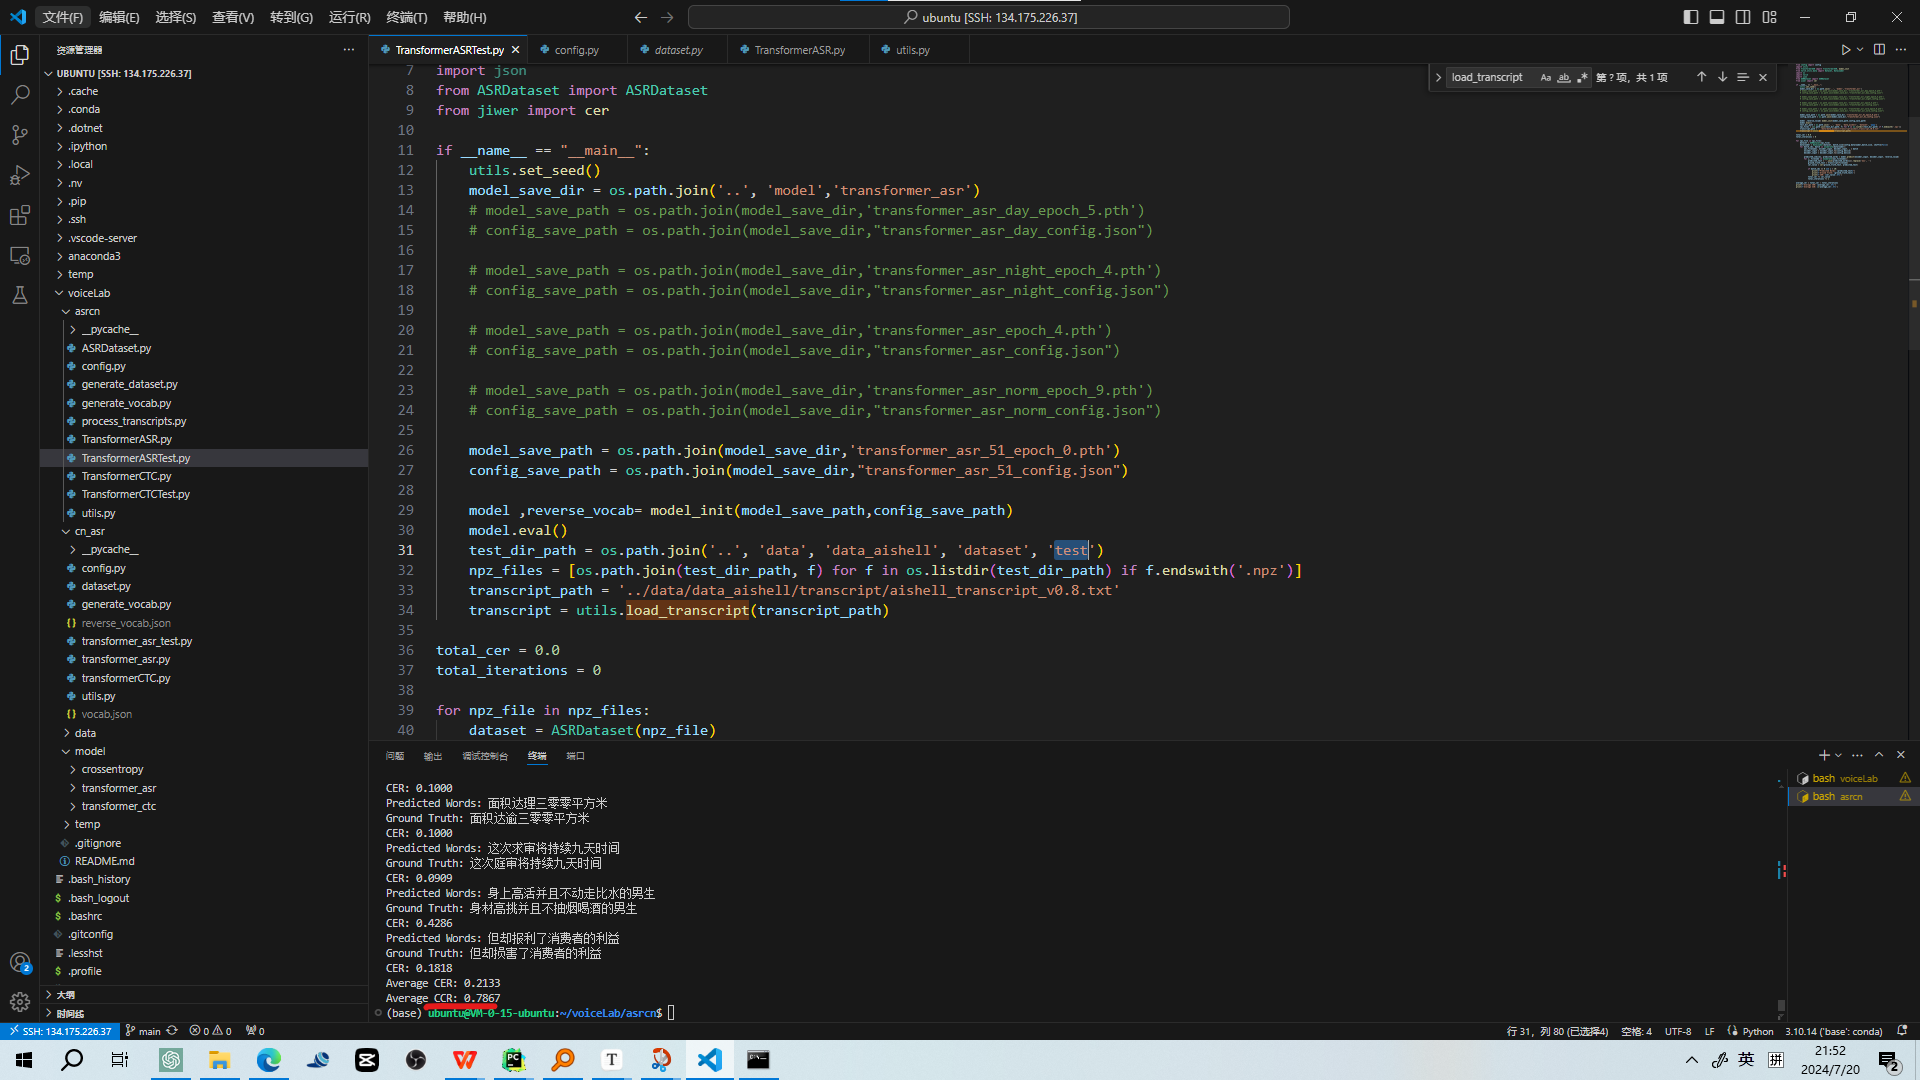 文件(F) 编辑(E) 选择(S) 查看(V) 转到(G) 运行(R) 终端(T) 帮助(H)
ubuntu [SSH: 134.175.226.37]
资源管理器
UBUNTU [SSH: 134.175.226.37]
.cache
.conda
.dotnet
.ipython
.local
.nv
.pip
.ssh
.vscode-server
anaconda3
temp
voiceLab
asrcn
__pycache__
ASRDataset.py
config.py
generate_dataset.py
generate_vocab.py
process_transcripts.py
TransformerASR.py
TransformerASRTest.py
TransformerCTC.py
TransformerCTCTest.py
utils.py
cn_asr
__pycache__
config.py
dataset.py
generate_vocab.py
reverse_vocab.json
transformer_asr_test.py
transformer_asr.py
transformerCTC.py
utils.py
vocab.json
data
model
crossentropy
transformer_asr
transformer_ctc
temp
.gitignore
README.md
.bash_history
.bash_logout
.bashrc
.gitconfig
.lesshst
.profile
大纲
时间线
TransformerASRTest.py config.py dataset.py TransformerASR.py utils.py
load_transcript Aa ab 第 ? 项, 共 1 项
7 import json
8 from ASRDataset import ASRDataset
9 from jiwer import cer
10
11 if __name__ == "__main__":
12 utils.set_seed()
13 model_save_dir = os.path.join('..', 'model','transformer_asr')
14 # model_save_path = os.path.join(model_save_dir,'transformer_asr_day_epoch_5.pth')
15 # config_save_path = os.path.join(model_save_dir,"transformer_asr_day_config.json")
16
17 # model_save_path = os.path.join(model_save_dir,'transformer_asr_night_epoch_4.pth')
18 # config_save_path = os.path.join(model_save_dir,"transformer_asr_night_config.json")
19
20 # model_save_path = os.path.join(model_save_dir,'transformer_asr_epoch_4.pth')
21 # config_save_path = os.path.join(model_save_dir,"transformer_asr_config.json")
22
23 # model_save_path = os.path.join(model_save_dir,'transformer_asr_norm_epoch_9.pth')
24 # config_save_path = os.path.join(model_save_dir,"transformer_asr_norm_config.json")
25
26 model_save_path = os.path.join(model_save_dir,'transformer_asr_51_epoch_0.pth')
27 config_save_path = os.path.join(model_save_dir,"transformer_asr_51_config.json")
28
29 model ,reverse_vocab= model_init(model_save_path,config_save_path)
30 model.eval()
31 test_dir_path = os.path.join('..', 'data', 'data_aishell', 'dataset', 'test')
32 npz_files = [os.path.join(test_dir_path, f) for f in os.listdir(test_dir_path) if f.endswith('.npz')]
33 transcript_path = '../data/data_aishell/transcript/aishell_transcript_v0.8.txt'
34 transcript = utils.load_transcript(transcript_path)
35
36 total_cer = 0.0
37 total_iterations = 0
38
39 for npz_file in npz_files:
40 dataset = ASRDataset(npz_file)
问题 输出 调试控制台 终端 端口
CER: 0.1000
Predicted Words: 面积达理三零零平方米
Ground Truth: 面积达逾三零零平方米
CER: 0.1000
Predicted Words: 这次求审将持续九天时间
Ground Truth: 这次庭审将持续九天时间
CER: 0.0909
Predicted Words: 身上高活并且不动走比水的男生
Ground Truth: 身材高挑并且不抽烟喝酒的男生
CER: 0.4286
Predicted Words: 但却报利了消费者的利益
Ground Truth: 但却损害了消费者的利益
CER: 0.1818
Average CER: 0.2133
Average CCR: 0.7867
(base) ubuntu@VM-0-15-ubuntu:~/voiceLab/asrcn$
bash voiceLab
bash asrcn
SSH: 134.175.226.37 main 0 0 0 行 31, 列 80 (已选择4) 空格: 4 UTF-8 LF Python 3.10.14 ('base': conda)
英 拼 21:52
2024/7/20
2